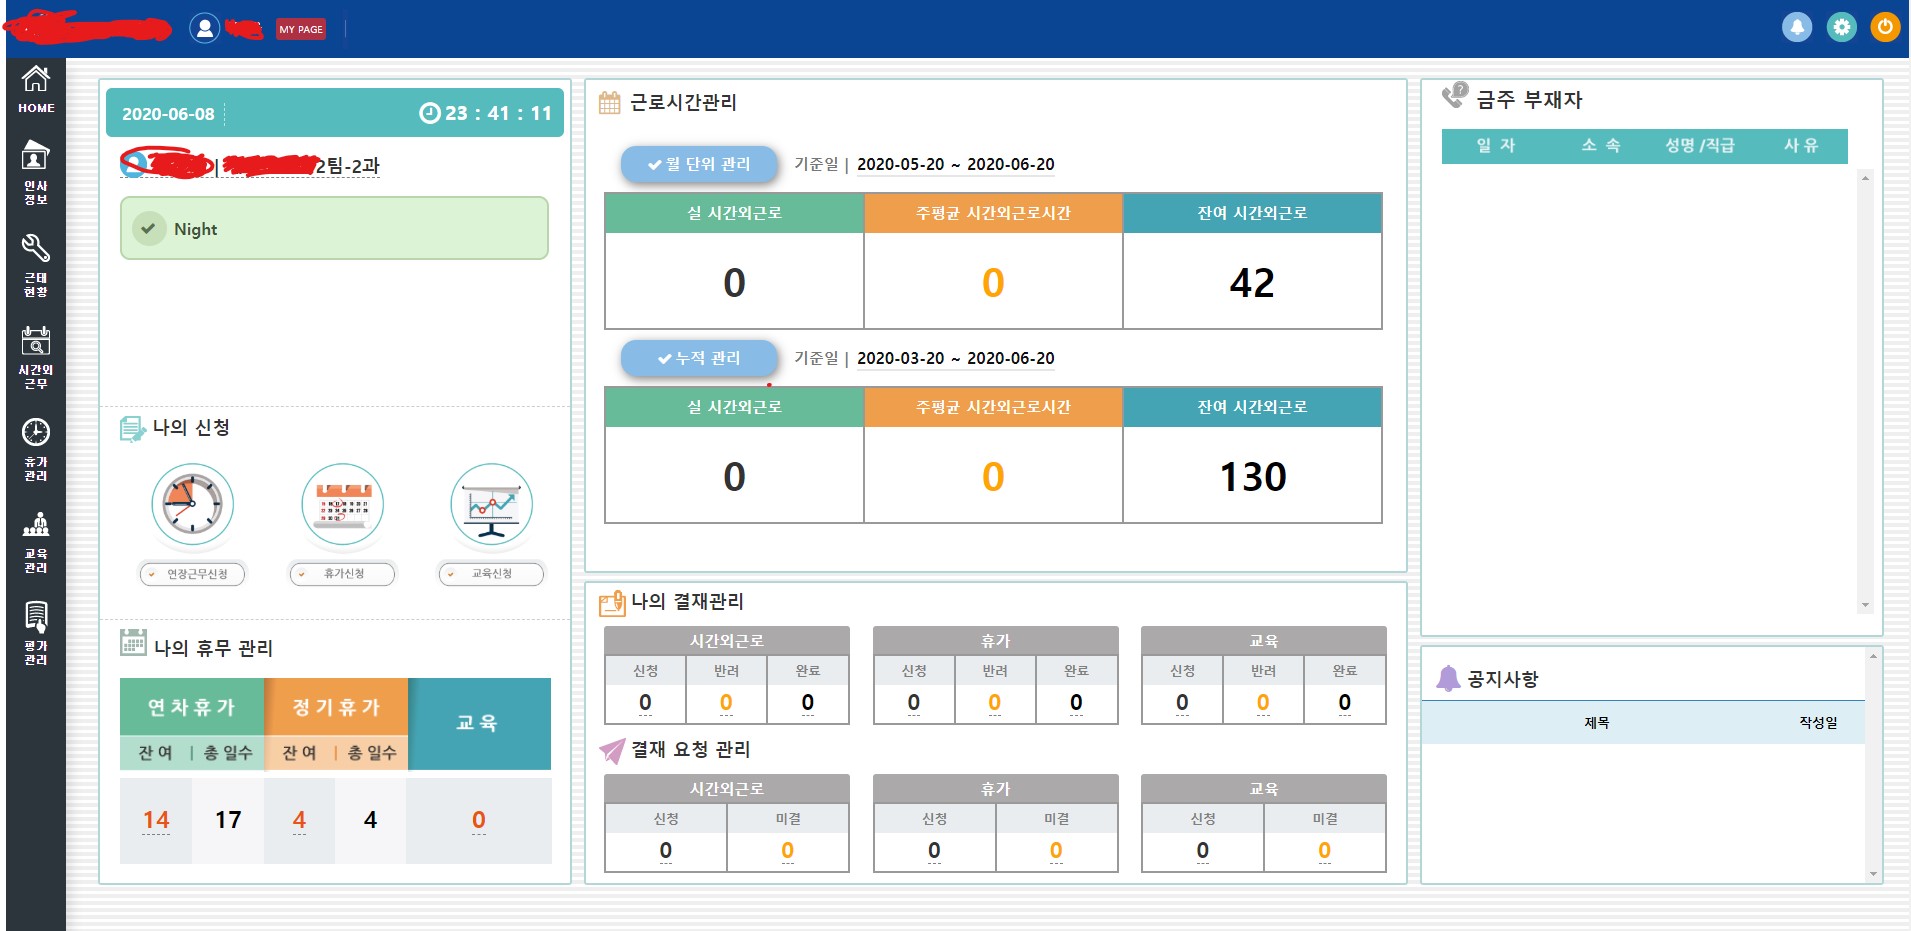 MY PAGE
HOME
인사
정보
근태
현황
시간외
근무
휴가
관리
교육
관리
평가
관리
2020-06-08
23 : 41 : 11
| 2팀-2과
Night
나의 신청
연장근무신청
휴가신청
교육신청
나의 휴무 관리
연차휴가 정기휴가 교육
잔여 | 총 일수 잔여 | 총 일수
14 17 4 4 0
근로시간관리
월 단위 관리 기준일 | 2020-05-20 ~ 2020-06-20
실 시간외근로 주평균 시간외근로시간 잔여 시간외근로
0 0 42
누적 관리 기준일 | 2020-03-20 ~ 2020-06-20
실 시간외근로 주평균 시간외근로시간 잔여 시간외근로
0 0 130
나의 결재관리
시간외근로 휴가 교육
신청 반려 완료 신청 반려 완료 신청 반려 완료
0 0 0 0 0 0 0 0 0
결재 요청 관리
시간외근로 휴가 교육
신청 미결 신청 미결 신청 미결
0 0 0 0 0 0
? 금주 부재자
일 자 소 속 성명/직급 사 유
공지사항
제목 작성일